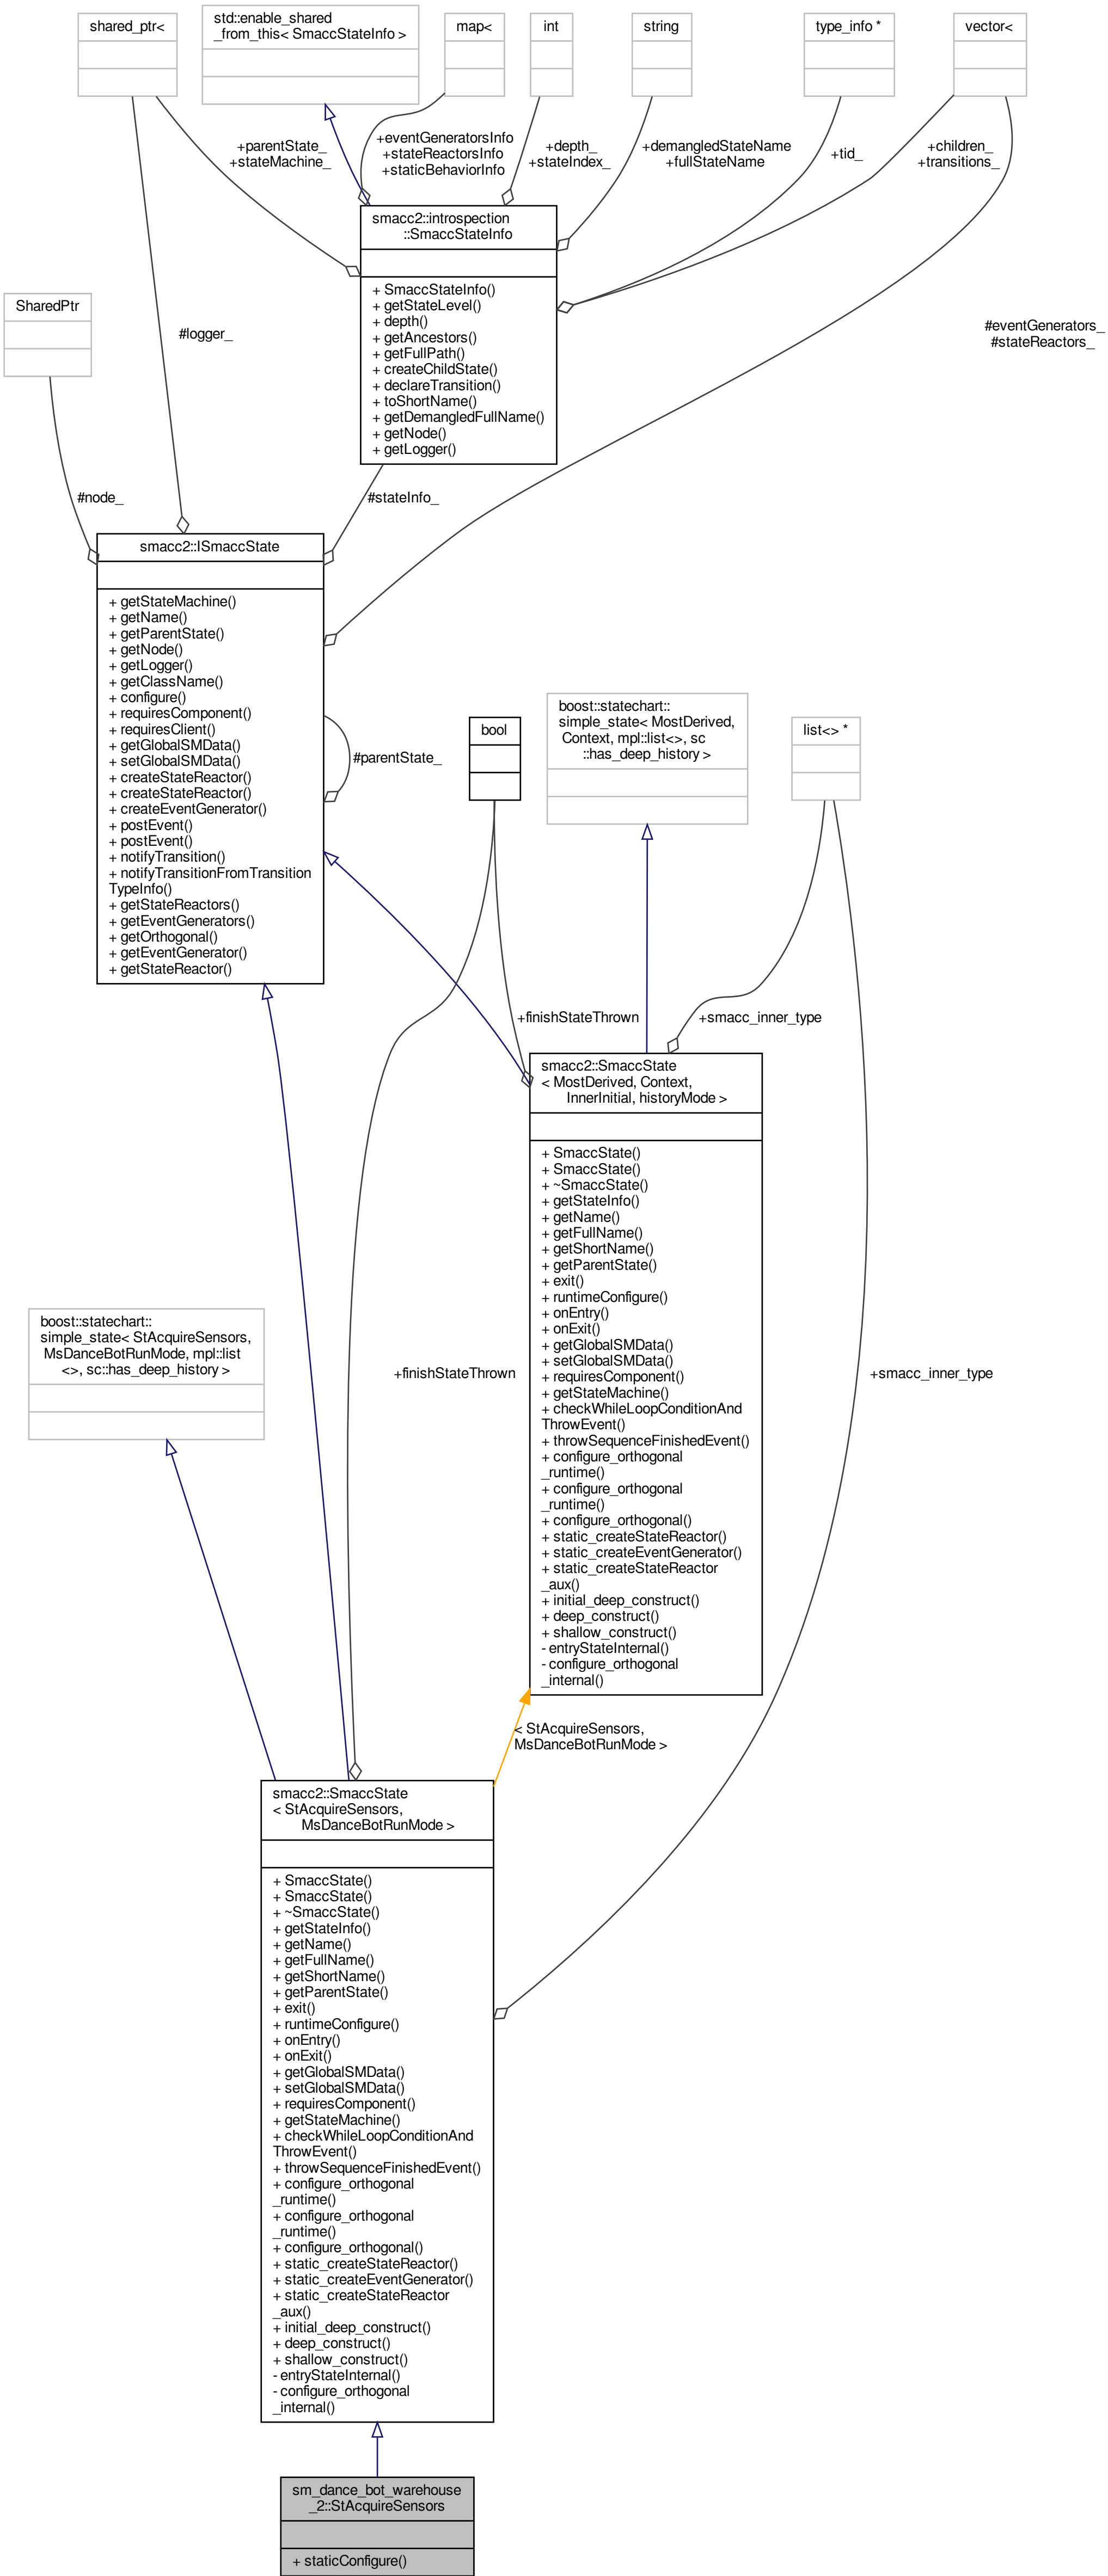 shared_ptr<
std::enable_shared
_from_this< SmaccStateInfo >
map<
int
string
type_info *
vector<
+parentState_
+stateMachine_
+eventGeneratorsInfo
+stateReactorsInfo
+staticBehaviorInfo
+depth_
+stateIndex_
+demangledStateName
+fullStateName
+tid_
+children_
+transitions_
smacc2::introspection
::SmaccStateInfo
+ SmaccStateInfo()
+ getStateLevel()
+ depth()
+ getAncestors()
+ getFullPath()
+ createChildState()
+ declareTransition()
+ toShortName()
+ getDemangledFullName()
+ getNode()
+ getLogger()
SharedPtr
#logger_
#eventGenerators_
#stateReactors_
#node_
#stateInfo_
smacc2::ISmaccState
+ getStateMachine()
+ getName()
+ getParentState()
+ getNode()
+ getLogger()
+ getClassName()
+ configure()
+ requiresComponent()
+ requiresClient()
+ getGlobalSMData()
+ setGlobalSMData()
+ createStateReactor()
+ createStateReactor()
+ createEventGenerator()
+ postEvent()
+ postEvent()
+ notifyTransition()
+ notifyTransitionFromTransition
TypeInfo()
+ getStateReactors()
+ getEventGenerators()
+ getOrthogonal()
+ getEventGenerator()
+ getStateReactor()
#parentState_
bool
boost::statechart::
simple_state< MostDerived,
Context, mpl::list<>, sc
::has_deep_history >
list<> *
+finishStateThrown
+smacc_inner_type
smacc2::SmaccState
< MostDerived, Context,
InnerInitial, historyMode >
+ SmaccState()
+ SmaccState()
+ ~SmaccState()
+ getStateInfo()
+ getName()
+ getFullName()
+ getShortName()
+ getParentState()
+ exit()
+ runtimeConfigure()
+ onEntry()
+ onExit()
+ getGlobalSMData()
+ setGlobalSMData()
+ requiresComponent()
+ getStateMachine()
+ checkWhileLoopConditionAnd
ThrowEvent()
+ throwSequenceFinishedEvent()
+ configure_orthogonal
_runtime()
+ configure_orthogonal
_runtime()
+ configure_orthogonal()
+ static_createStateReactor()
+ static_createEventGenerator()
+ static_createStateReactor
_aux()
+ initial_deep_construct()
+ deep_construct()
+ shallow_construct()
- entryStateInternal()
- configure_orthogonal
_internal()
boost::statechart::
simple_state< StAcquireSensors,
MsDanceBotRunMode, mpl::list
<>, sc::has_deep_history >
+finishStateThrown
+smacc_inner_type
< StAcquireSensors,
MsDanceBotRunMode >
smacc2::SmaccState
< StAcquireSensors,
MsDanceBotRunMode >
+ SmaccState()
+ SmaccState()
+ ~SmaccState()
+ getStateInfo()
+ getName()
+ getFullName()
+ getShortName()
+ getParentState()
+ exit()
+ runtimeConfigure()
+ onEntry()
+ onExit()
+ getGlobalSMData()
+ setGlobalSMData()
+ requiresComponent()
+ getStateMachine()
+ checkWhileLoopConditionAnd
ThrowEvent()
+ throwSequenceFinishedEvent()
+ configure_orthogonal
_runtime()
+ configure_orthogonal
_runtime()
+ configure_orthogonal()
+ static_createStateReactor()
+ static_createEventGenerator()
+ static_createStateReactor
_aux()
+ initial_deep_construct()
+ deep_construct()
+ shallow_construct()
- entryStateInternal()
- configure_orthogonal
_internal()
sm_dance_bot_warehouse
_2::StAcquireSensors
+ staticConfigure()